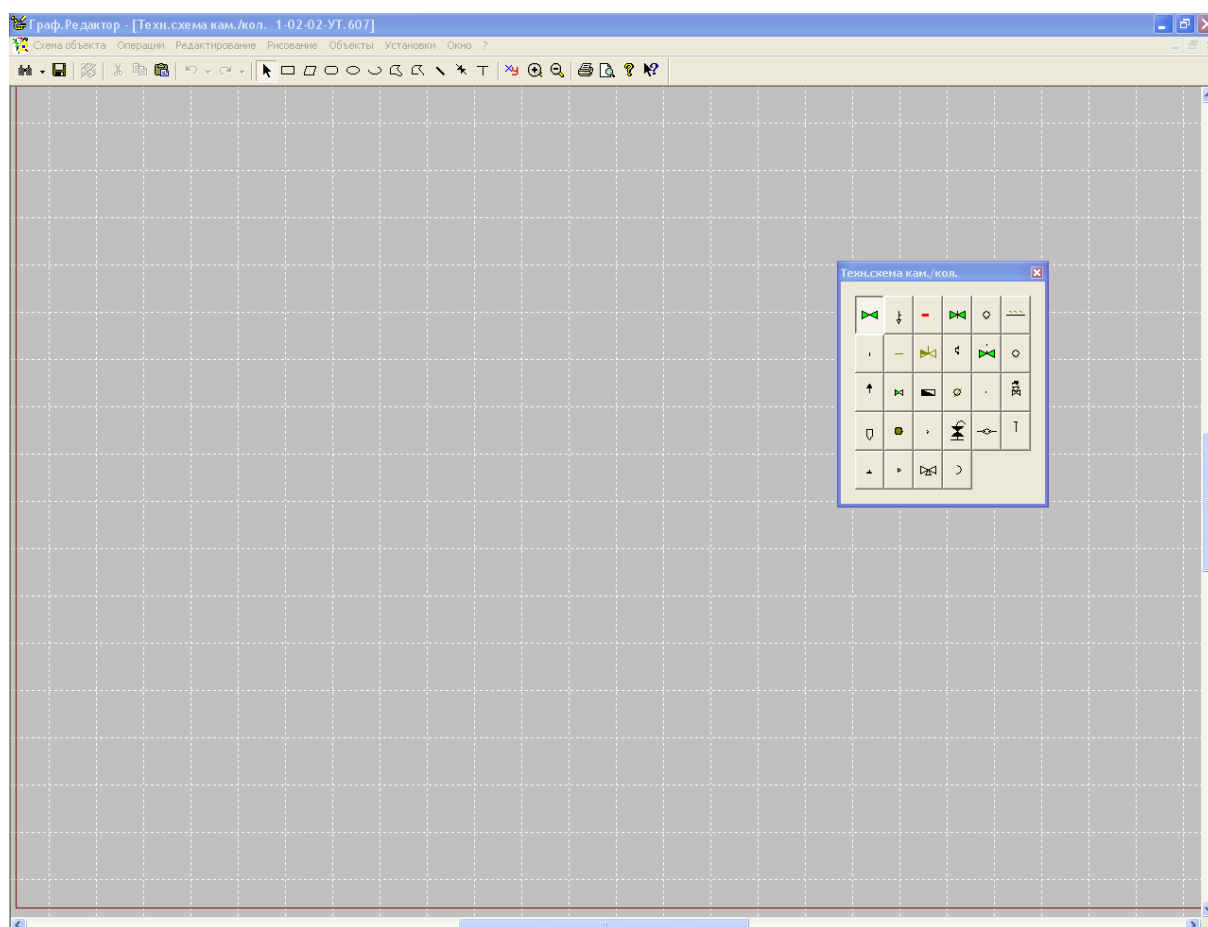 Граф.Редактор - [Техн.схема кам./кол. 1-02-02-УТ.607]
Схема объекта Операции Редактирование Рисование Объекты Установки Окно ?
Техн.схема кам./кол.